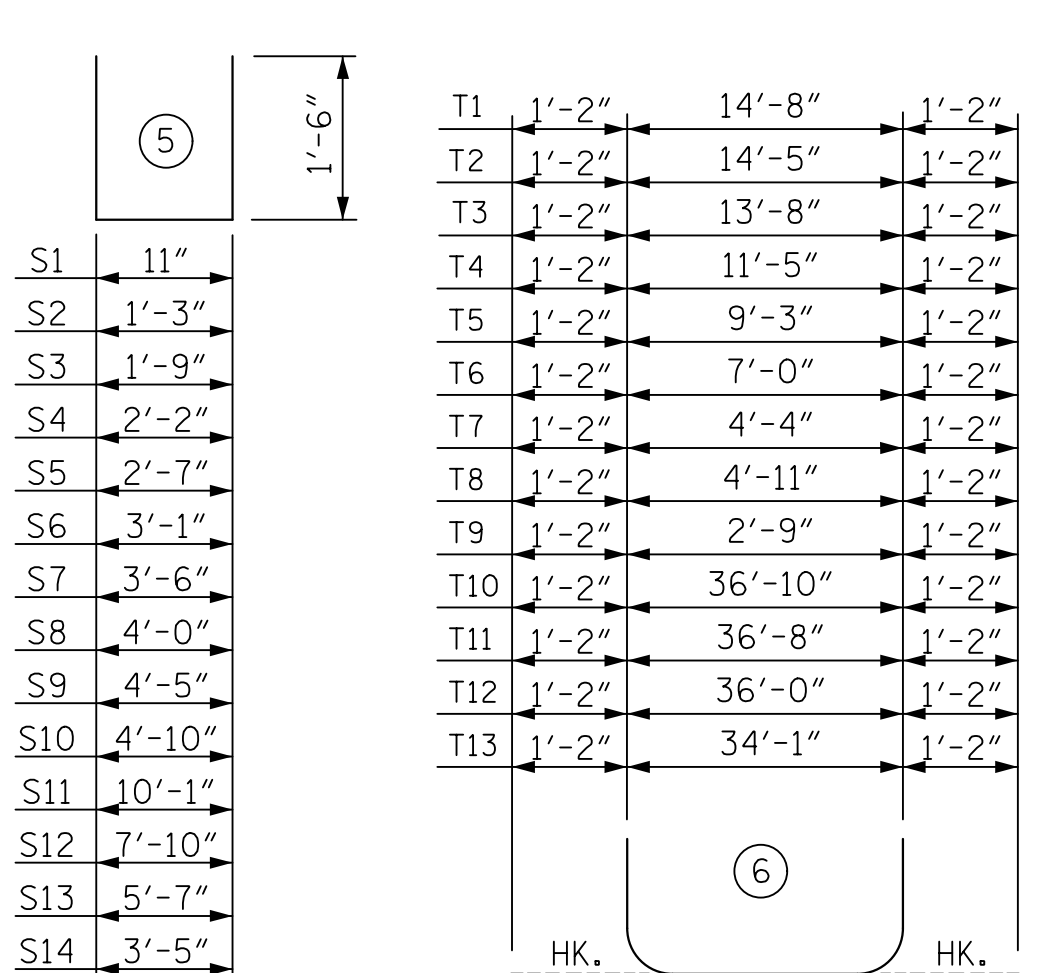 5
1'-6"
S1 11"
S2 1'-3"
S3 1'-9"
S4 2'-2"
S5 2'-7"
S6 3'-1"
S7 3'-6"
S8 4'-0"
S9 4'-5"
S10 4'-10"
S11 10'-1"
S12 7'-10"
S13 5'-7"
S14 3'-5"
T1 1'-2" 14'-8" 1'-2"
T2 1'-2" 14'-5" 1'-2"
T3 1'-2" 13'-8" 1'-2"
T4 1'-2" 11'-5" 1'-2"
T5 1'-2" 9'-3" 1'-2"
T6 1'-2" 7'-0" 1'-2"
T7 1'-2" 4'-4" 1'-2"
T8 1'-2" 4'-11" 1'-2"
T9 1'-2" 2'-9" 1'-2"
T10 1'-2" 36'-10" 1'-2"
T11 1'-2" 36'-8" 1'-2"
T12 1'-2" 36'-0" 1'-2"
T13 1'-2" 34'-1" 1'-2"
6
HK. HK.